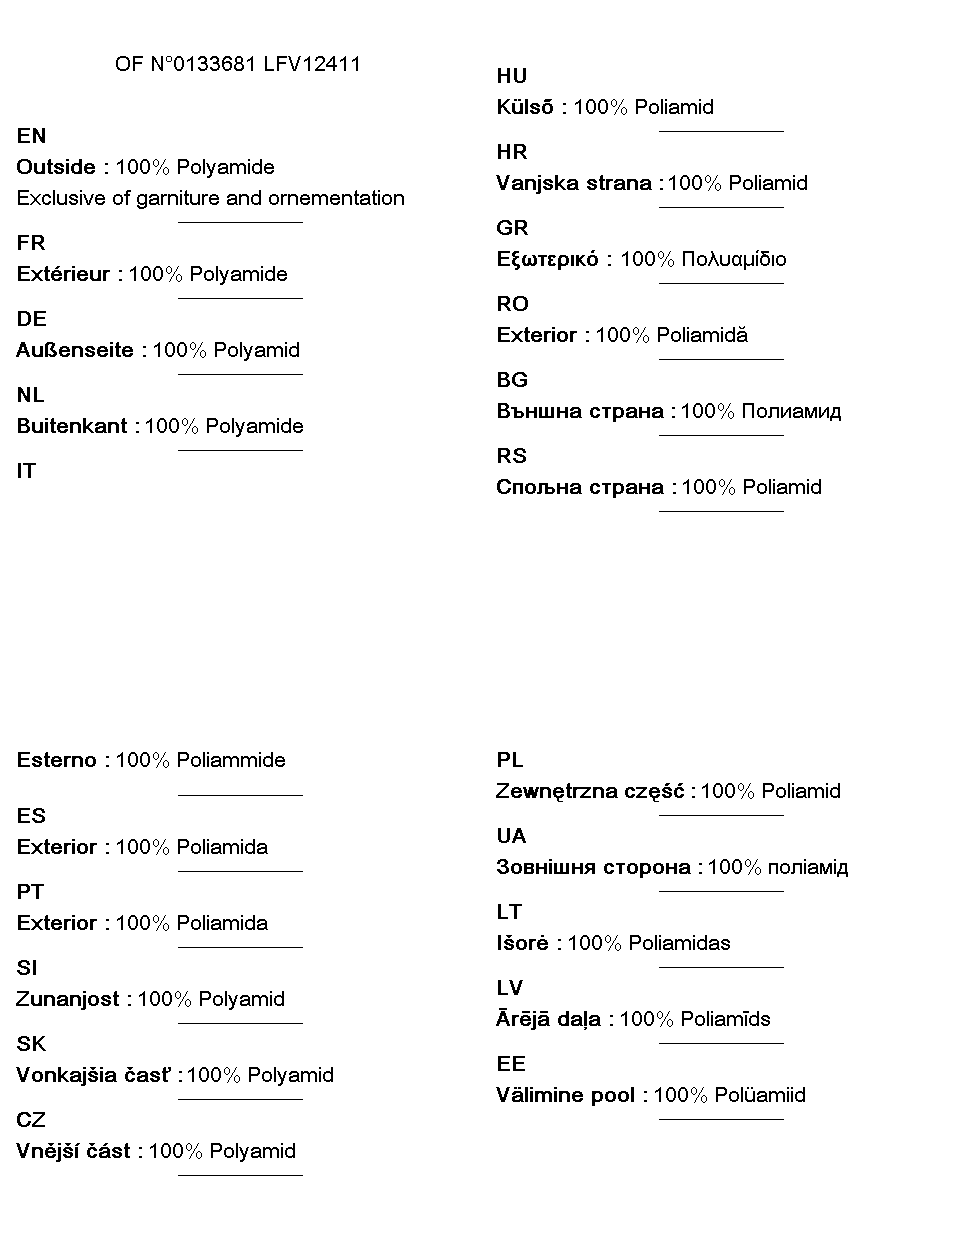 OF N°0133681 LFV12411
EN
Outside : 100% Polyamide
Exclusive of garniture and ornementation
FR
Extérieur : 100% Polyamide
DE
Außenseite : 100% Polyamid
NL
Buitenkant : 100% Polyamide
IT
Esterno : 100% Poliammide
ES
Exterior : 100% Poliamida
PT
Exterior : 100% Poliamida
SI
Zunanjost : 100% Polyamid
SK
Vonkajšia časť : 100% Polyamid
CZ
Vnější část : 100% Polyamid
HU
Külső : 100% Poliamid
HR
Vanjska strana : 100% Poliamid
GR
Εξωτερικό : 100% Πολυαμίδιο
RO
Exterior : 100% Poliamidă
BG
Външна страна : 100% Полиамид
RS
Спољна страна : 100% Poliamid
PL
Zewnętrzna część : 100% Poliamid
UA
Зовнішня сторона : 100% поліамід
LT
Išorė : 100% Poliamidas
LV
Ārējā daļa : 100% Poliamīds
EE
Välimine pool : 100% Polüamiid